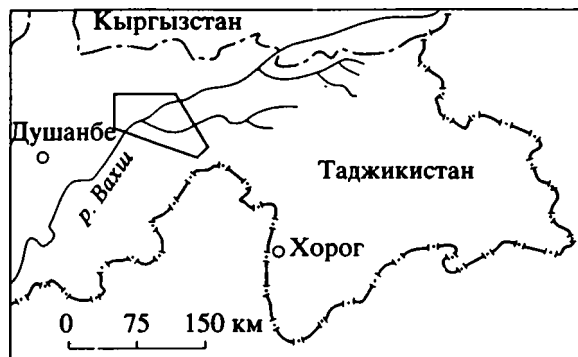 Кыргызстан
Душанбе
р. Вахш
Таджикистан
Хорог
0 75 150 км